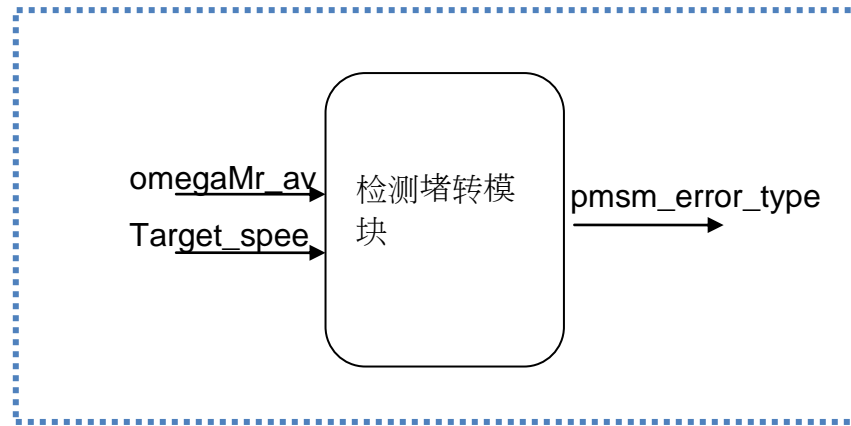 omegaMr_av
Target_spee
检测堵转模
块
pmsm_error_type